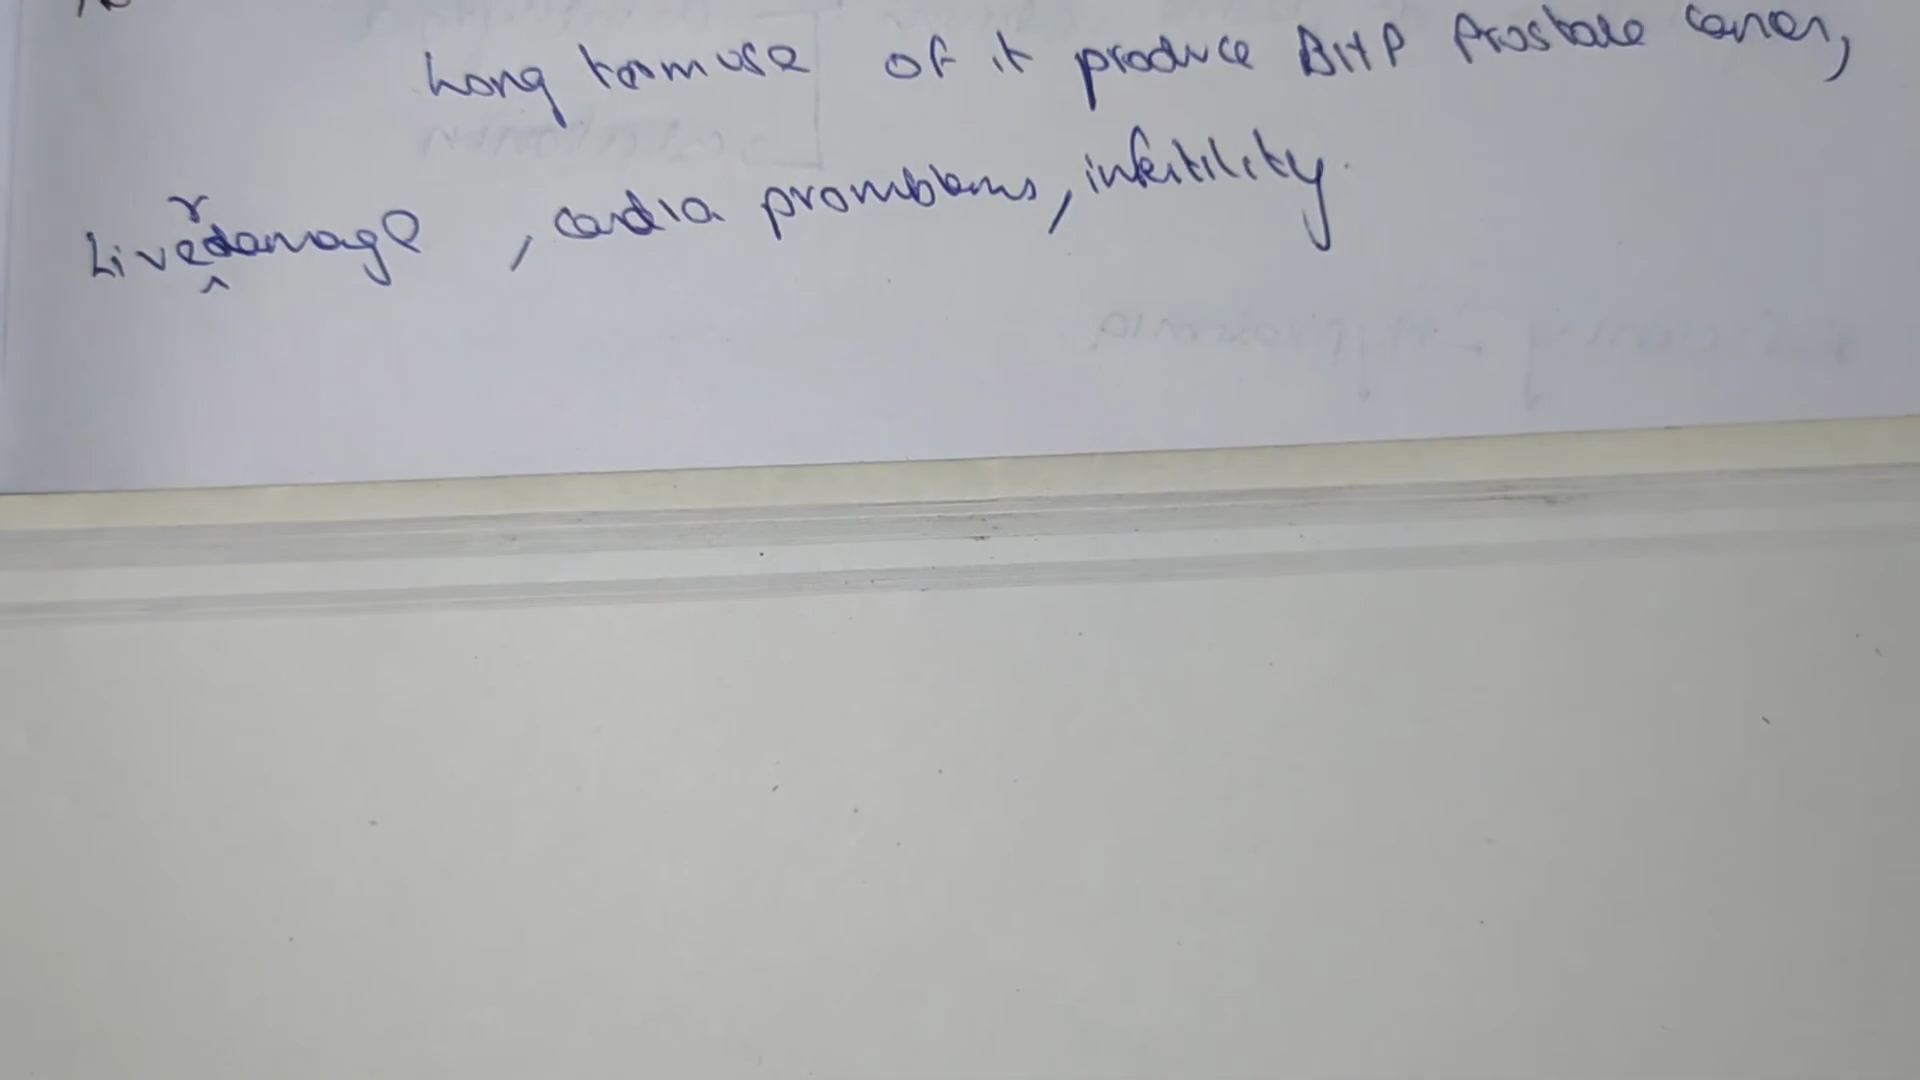 Long term use of it produce BHP Prostate cancer,
Liver damage, cardia promblems, infertility.